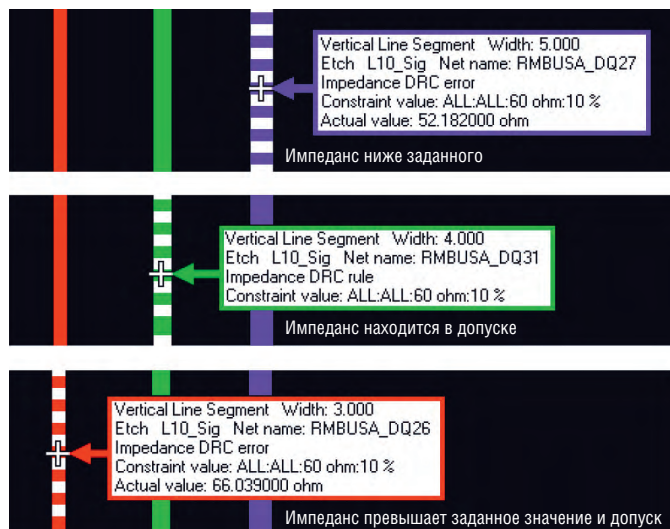 Vertical Line Segment Width: 5.000
Etch L10_Sig Net name: RMBUSA_DQ27
Impedance DRC error
Constraint value: ALL:ALL:60 ohm:10 %
Actual value: 52.182000 ohm
Импеданс ниже заданного
Vertical Line Segment Width: 4.000
Etch L10_Sig Net name: RMBUSA_DQ31
Impedance DRC rule
Constraint value: ALL:ALL:60 ohm:10 %
Импеданс находится в допуске
Vertical Line Segment Width: 3.000
Etch L10_Sig Net name: RMBUSA_DQ26
Impedance DRC error
Constraint value: ALL:ALL:60 ohm:10 %
Actual value: 66.039000 ohm
Импеданс превышает заданное значение и допуск